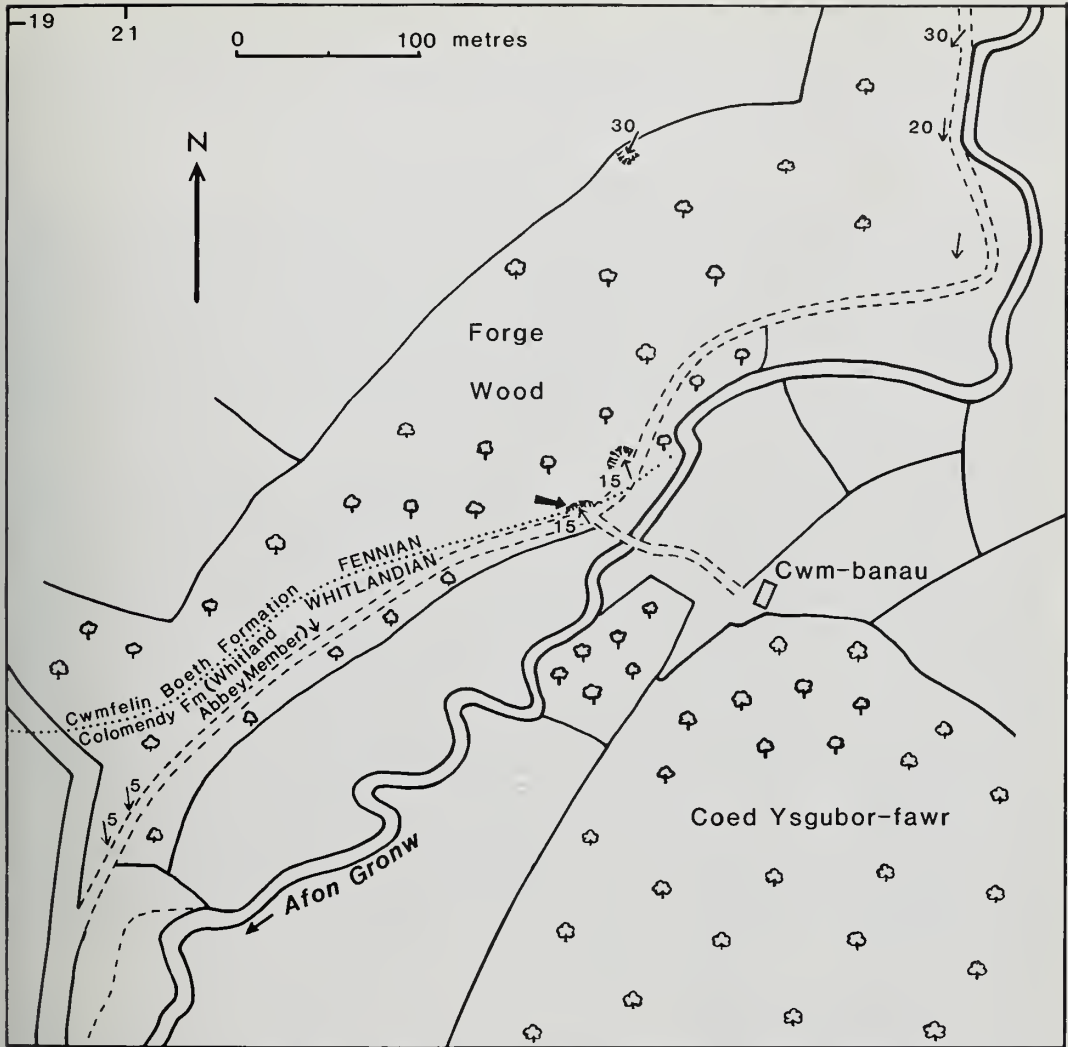 19
21
0 100 metres
N
30
30
20
Forge
Wood
15
15
FENNIAN
WHITLANDIAN
Cwmfelin Boeth Formation
Colomendy Fm (Whitland
Abbey Member)
Cwm-banau
5
5
Coed Ysgubor-fawr
Afon Gronw